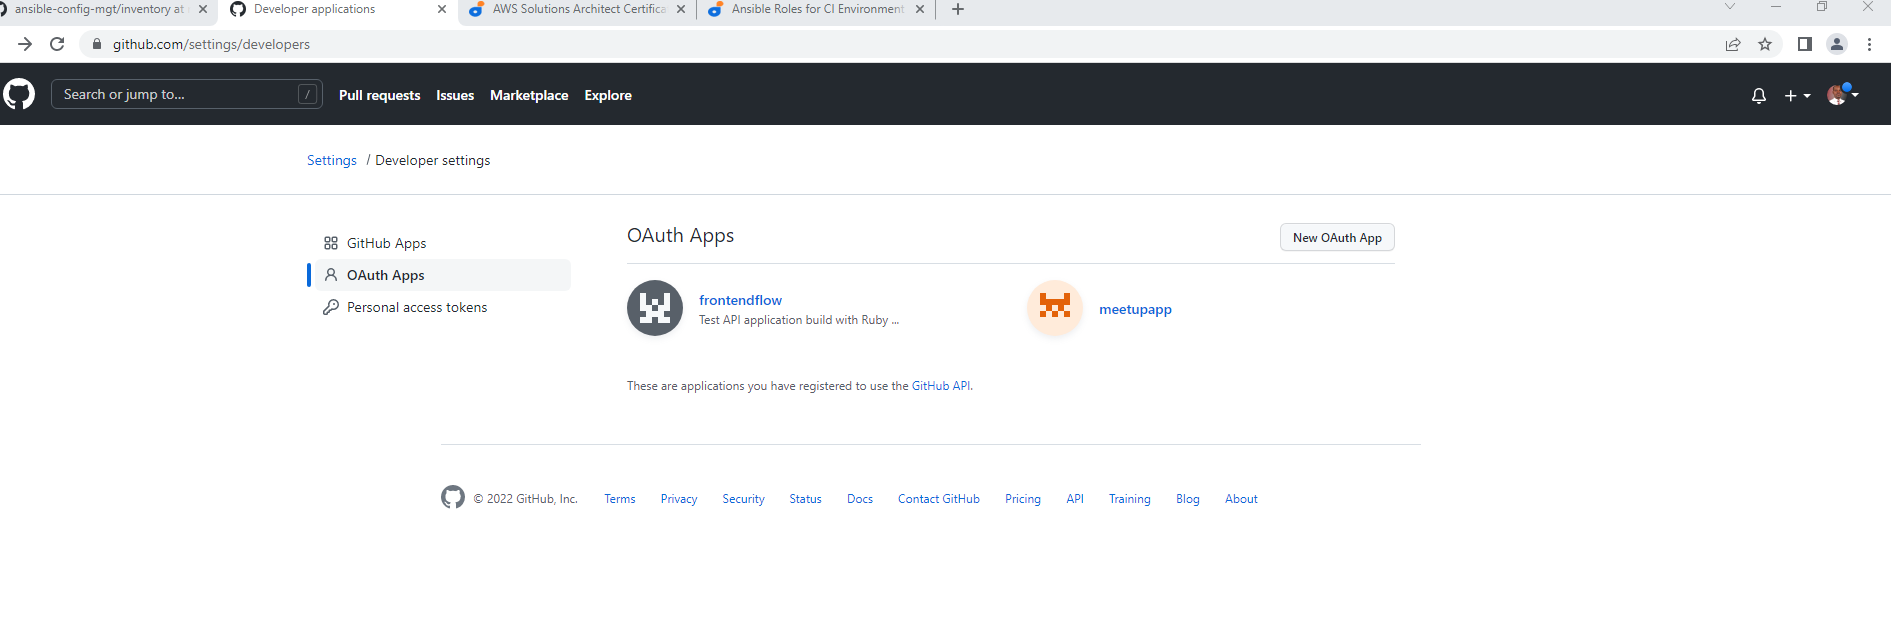 ansible-config-mgt/inventory at
Developer applications
AWS Solutions Architect Certifica
Ansible Roles for CI Environment
github.com/settings/developers
Search or jump to...
/
Pull requests
Issues
Marketplace
Explore
Settings / Developer settings
GitHub Apps
OAuth Apps
Personal access tokens
OAuth Apps
New OAuth App
frontendflow
Test API application build with Ruby ...
meetupapp
These are applications you have registered to use the GitHub API.
© 2022 GitHub, Inc. Terms Privacy Security Status Docs Contact GitHub Pricing API Training Blog About